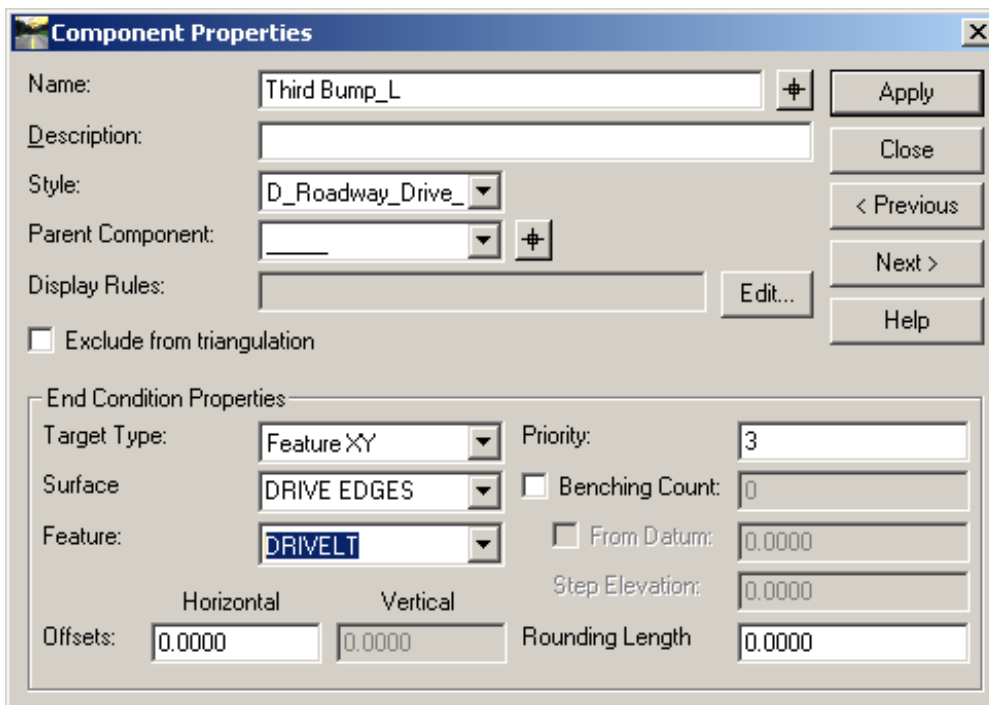 Component Properties
Name: Third Bump_L Apply
Description: Close
Style: D_Roadway_Drive_ < Previous
Parent Component: _____ Next >
Display Rules: Edit... Help
Exclude from triangulation
End Condition Properties
Target Type: Feature XY Priority: 3
Surface DRIVE EDGES Benching Count: 0
Feature: DRIVELT From Datum: 0.0000
Horizontal Vertical Step Elevation: 0.0000
Offsets: 0.0000 0.0000 Rounding Length 0.0000